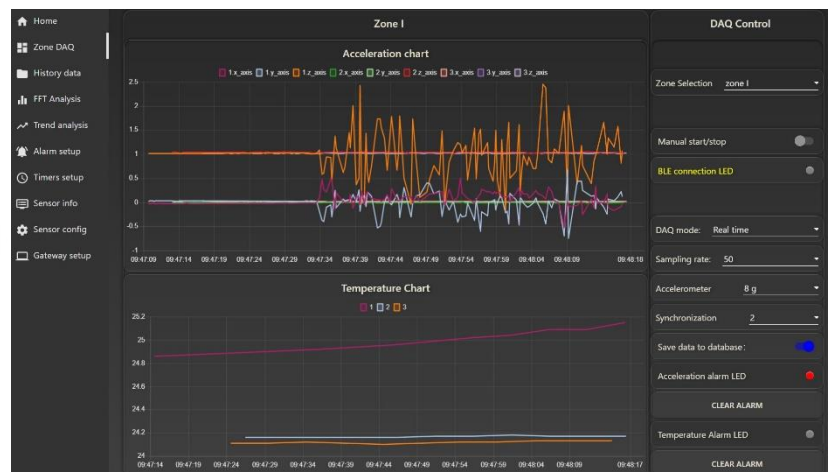 Home
Zone DAQ
History data
FFT Analysis
Trend analysis
Alarm setup
Timers setup
Sensor info
Sensor config
Gateway setup
Zone I
Acceleration chart
1.x_axis 1.y_axis 1.z_axis 2.x_axis 2.y_axis 2.z_axis 3.x_axis 3.y_axis 3.z_axis
2.5
2
1.5
1
0.5
0
-0.5
-1
09:47:09 09:47:19 09:47:24 09:47:29 09:47:34 09:47:39 09:47:44 09:47:49 09:47:54 09:47:59 09:48:04 09:48:09 09:48:18
Temperature Chart
1 2 3
25.2
25
24.8
24.6
24.4
24.2
24
09:47:14 09:47:19 09:47:24 09:47:29 09:47:34 09:47:39 09:47:44 09:47:49 09:47:54 09:47:59 09:48:04 09:48:09 09:48:17
DAQ Control
Zone Selection zone I
Manual start/stop
BLE connection LED
DAQ mode: Real time
Sampling rate: 50
Accelerometer 8 g
Synchronization 2
Save data to database:
Acceleration alarm LED
CLEAR ALARM
Temperature Alarm LED
CLEAR ALARM